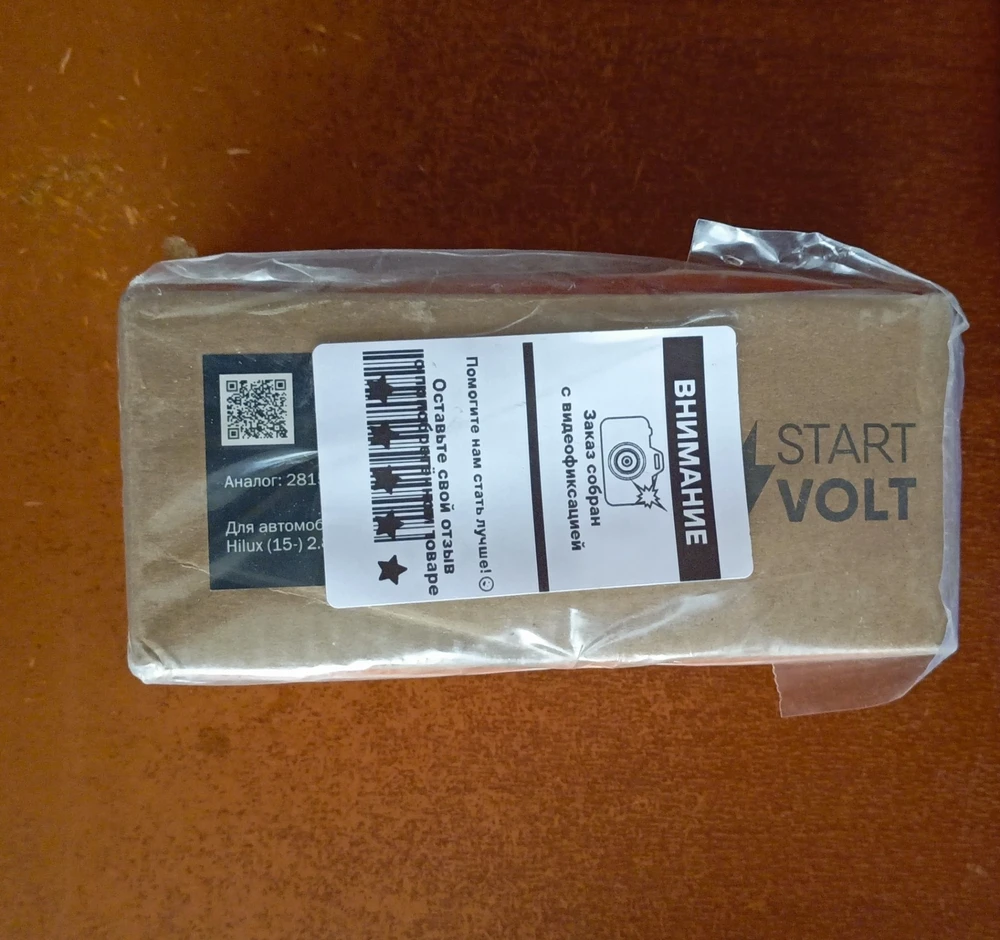 START
VOLT
Аналог: 281
Для автомоб
Hilux (15-) 2.
ВНИМАНИЕ
Заказ собран
с видеофиксацией
Помогите нам стать лучше!
Оставьте свой отзыв
товаре